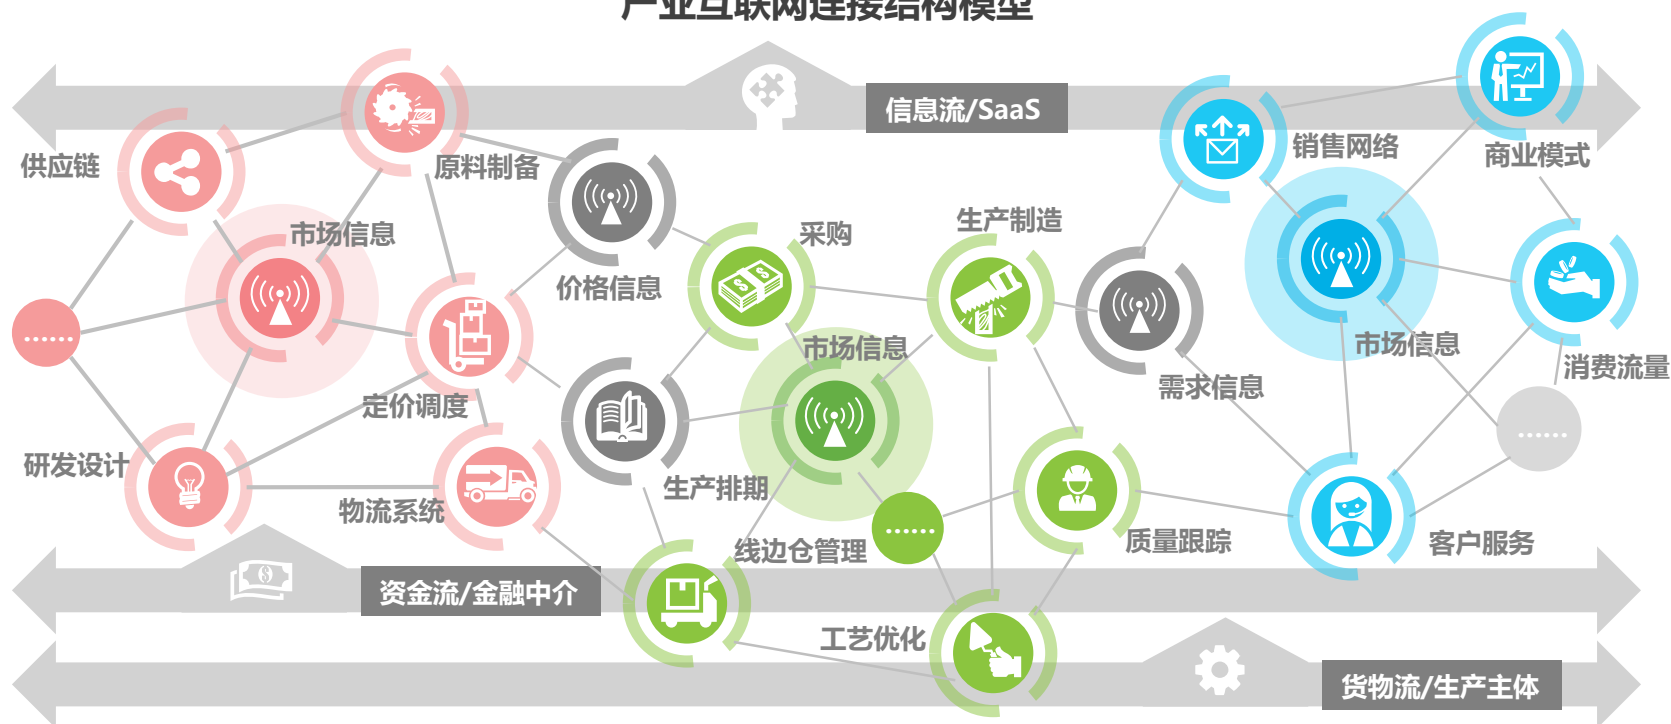 产业互联网连接结构模型
信息流/SaaS
供应链
原料制备
销售网络
商业模式
市场信息
采购
生产制造
价格信息
市场信息
市场信息
消费流量
......
定价调度
需求信息
......
研发设计
物流系统
生产排期
......
线边仓管理
质量跟踪
客户服务
资金流/金融中介
工艺优化
货物流/生产主体